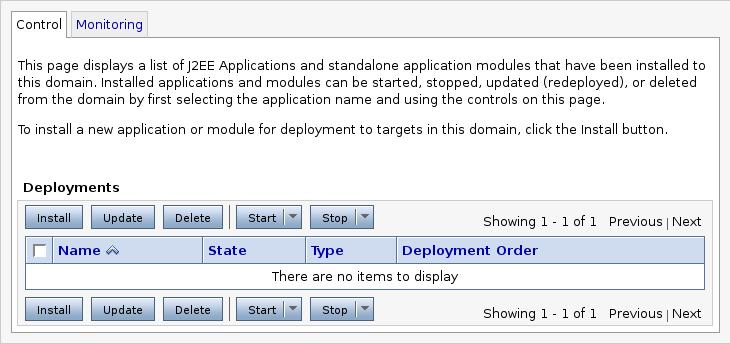 Control Monitoring
This page displays a list of J2EE Applications and standalone application modules that have been installed to
this domain. Installed applications and modules can be started, stopped, updated (redeployed), or deleted
from the domain by first selecting the application name and using the controls on this page.
To install a new application or module for deployment to targets in this domain, click the Install button.
Deployments
Install Update Delete Start Stop Showing 1 - 1 of 1 Previous | Next
Name State Type Deployment Order
There are no items to display
Install Update Delete Start Stop Showing 1 - 1 of 1 Previous | Next